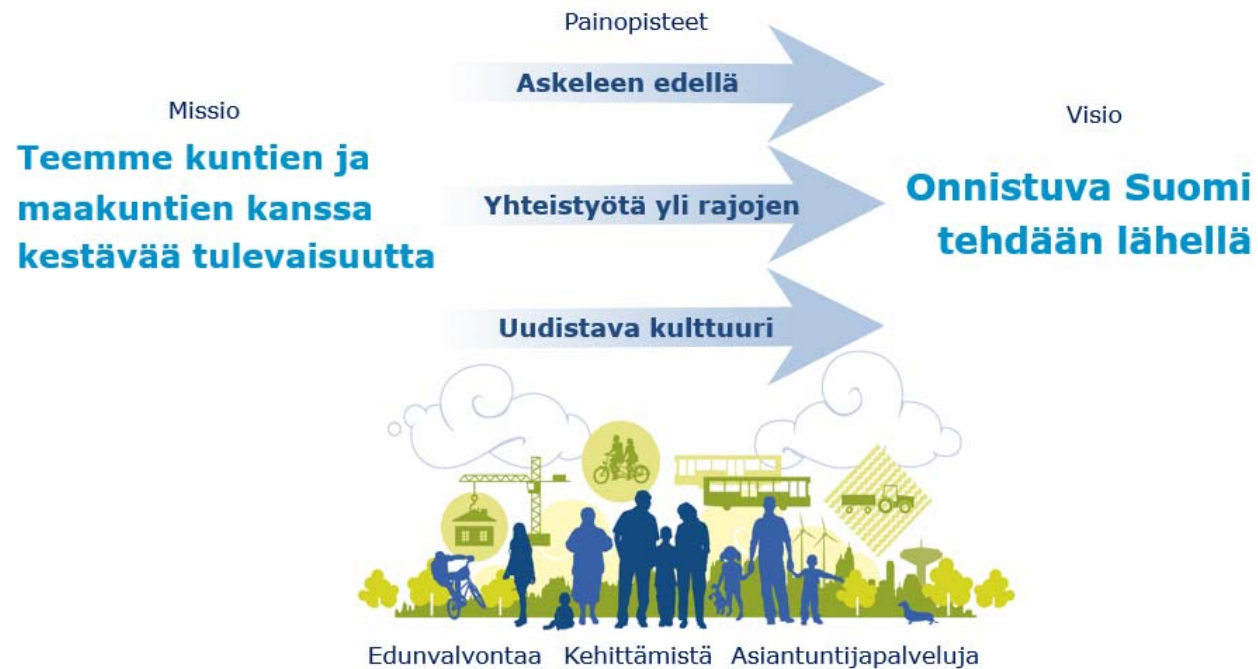 Painopisteet
Askeleen edellä
Missio
Teemme kuntien ja
maakuntien kanssa
kestävää tulevaisuutta
Yhteistyötä yli rajojen
Uudistava kulttuuri
Visio
Onnistuva Suomi
tehdään lähellä
Edunvalvontaa Kehittämistä Asiantuntijapalveluja